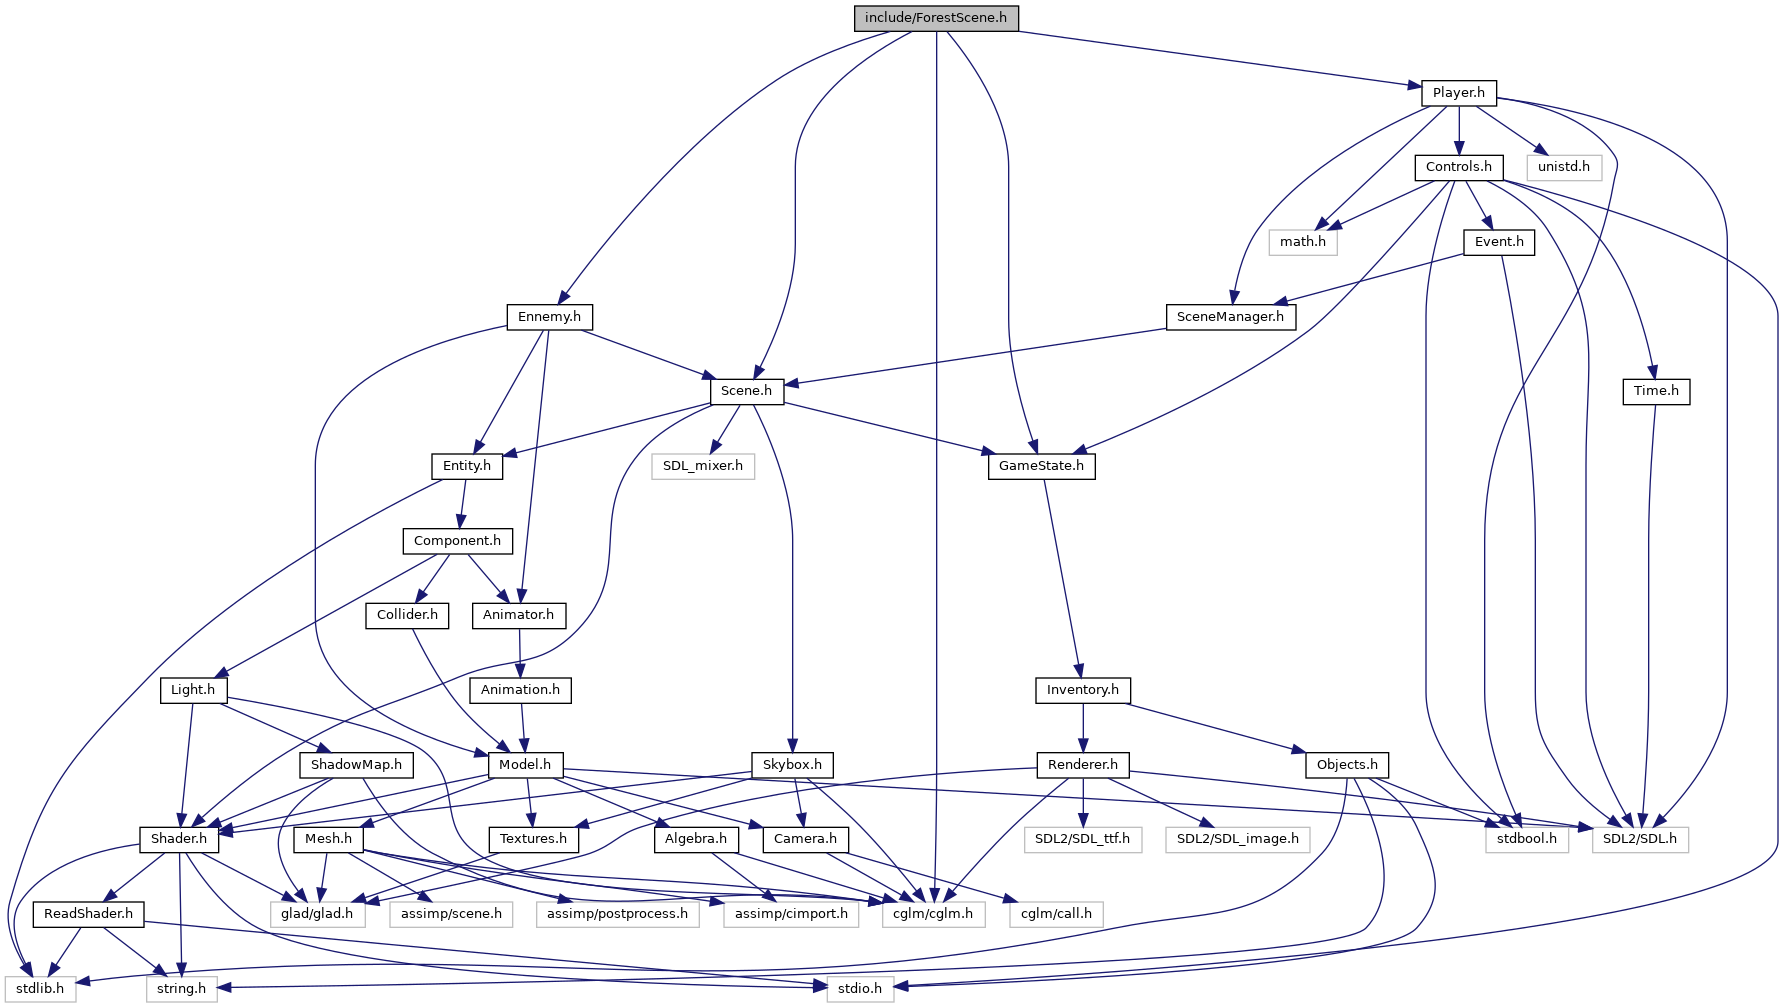 include/ForestScene.h
Player.h
Controls.h
unistd.h
math.h
Event.h
Ennemy.h
SceneManager.h
Scene.h
Time.h
Entity.h
SDL_mixer.h
GameState.h
Component.h
Collider.h
Animator.h
Light.h
Animation.h
Inventory.h
ShadowMap.h
Model.h
Skybox.h
Renderer.h
Objects.h
Shader.h
Mesh.h
Textures.h
Algebra.h
Camera.h
SDL2/SDL_ttf.h
SDL2/SDL_image.h
stdbool.h
SDL2/SDL.h
ReadShader.h
glad/glad.h
assimp/scene.h
assimp/postprocess.h
assimp/cimport.h
cglm/cglm.h
cglm/call.h
stdlib.h
string.h
stdio.h